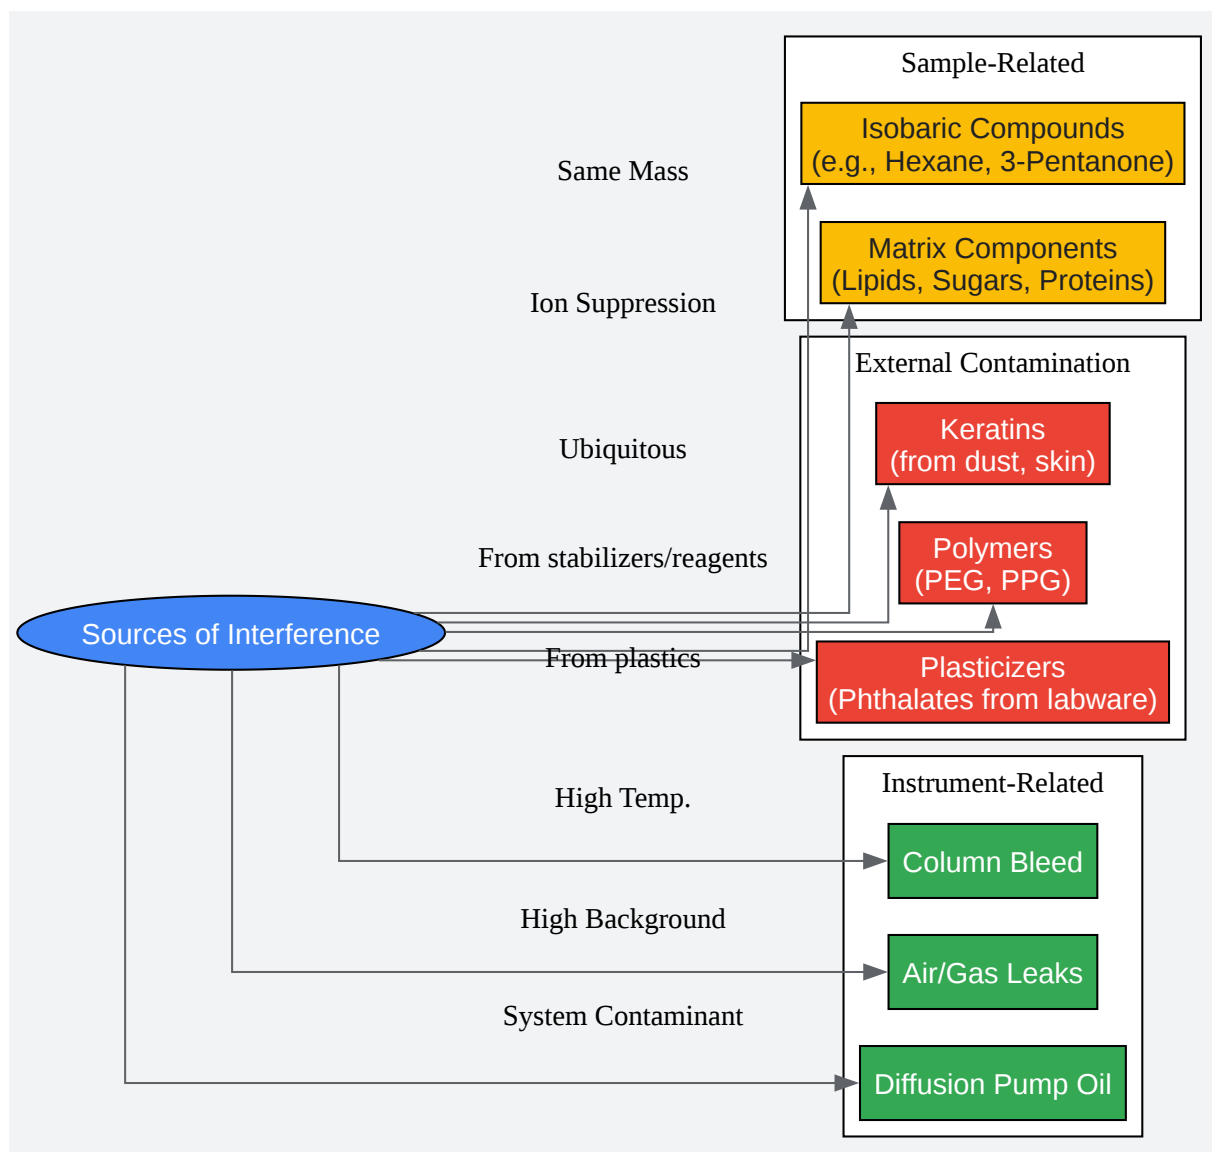 Sample-Related
Isobaric Compounds
(e.g., Hexane, 3-Pentanone)
Same Mass
Matrix Components
(Lipids, Sugars, Proteins)
Ion Suppression
External Contamination
Keratins
(from dust, skin)
Ubiquitous
Polymers
(PEG, PPG)
From stabilizers/reagents
Sources of Interference
From plastics
Plasticizers
(Phthalates from labware)
Instrument-Related
High Temp.
Column Bleed
High Background
Air/Gas Leaks
System Contaminant
Diffusion Pump Oil